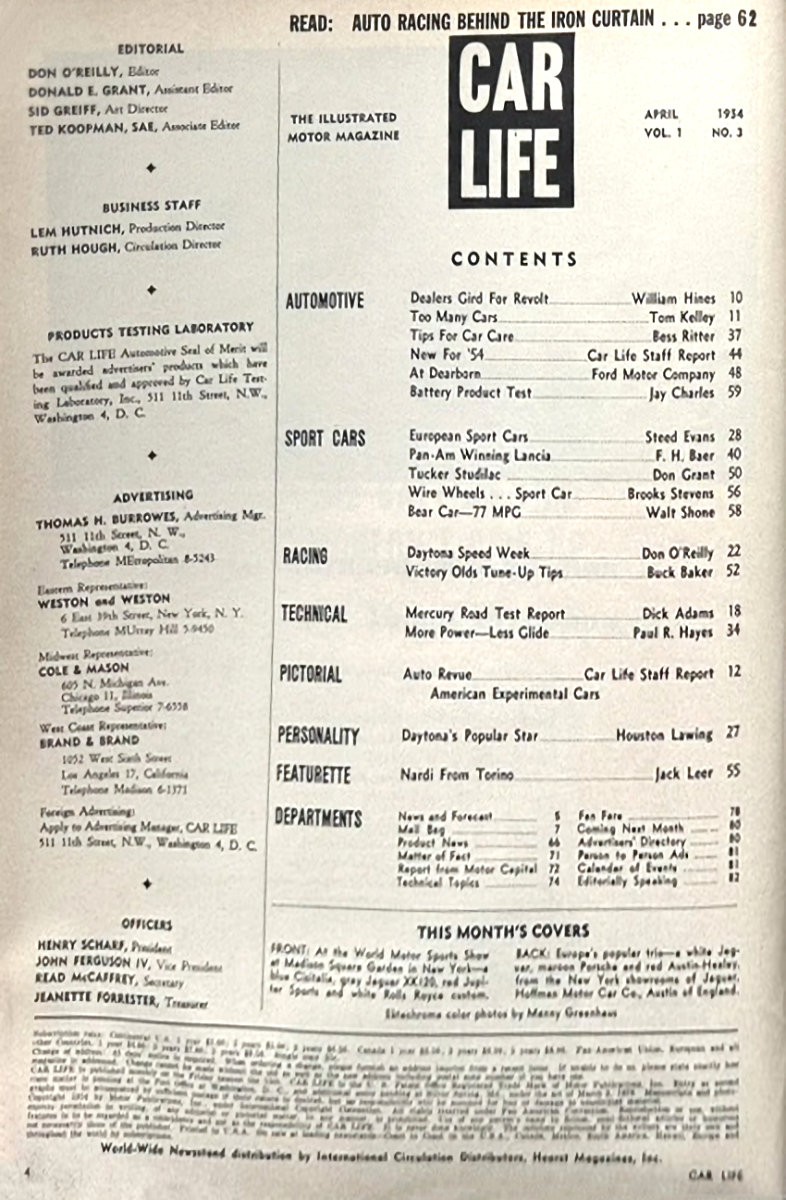 READ: AUTO RACING BEHIND THE IRON CURTAIN . . . page 62
EDITORIAL
DON O'REILLY, Editor
DONALD E. GRANT, Assistant Editor
SID GREIFF, Art Director
TED KOOPMAN, SAE, Associate Editor
BUSINESS STAFF
LEM HUTNICH, Production Director
RUTH HOUGH, Circulation Director
PRODUCTS TESTING LABORATORY
The CAR LIFE Automotive Seal of Merit will
be awarded advertisers' products which have
been qualified and approved by Car Life Test-
ing Laboratory, Inc., 511 11th Street, N.W.,
Washington 4, D. C.
ADVERTISING
THOMAS H. BURROWES, Advertising Mgr.
511 11th Street, N. W.,
Washington 4, D. C.
Telephone MEtropolitan 8-5243
Eastern Representative:
WESTON and WESTON
6 East 39th Street, New York, N. Y.
Telephone MUrray Hill 5-9450
Midwest Representative:
COLE & MASON
605 N. Michigan Ave.
Chicago 11, Illinois
Telephone Superior 7-6558
West Coast Representative:
BRAND & BRAND
1052 West Sixth Street
Los Angeles 17, California
Telephone Madison 6-1371
Foreign Advertising:
Apply to Advertising Manager, CAR LIFE
511 11th Street, N.W., Washington 4, D. C.
OFFICERS
HENRY SCHARF, President
JOHN FERGUSON IV, Vice President
READ McCAFFREY, Secretary
JEANETTE FORRESTER, Treasurer
THE ILLUSTRATED
MOTOR MAGAZINE
CAR
LIFE
APRIL 1954
VOL. 1 NO. 3
CONTENTS
AUTOMOTIVE
Dealers Gird For Revolt William Hines 10
Too Many Cars Tom Kelley 11
Tips For Car Care Bess Ritter 37
New For '54 Car Life Staff Report 44
At Dearborn Ford Motor Company 48
Battery Product Test Jay Charles 59
SPORT CARS
European Sport Cars Steed Evans 28
Pan-Am Winning Lancia F. H. Baer 40
Tucker Studilac Don Grant 50
Wire Wheels . . . Sport Car Brooks Stevens 56
Bear Car—77 MPG Walt Shone 58
RACING
Daytona Speed Week Don O'Reilly 22
Victory Olds Tune-Up Tips Buck Baker 52
TECHNICAL
Mercury Road Test Report Dick Adams 18
More Power—Less Glide Paul R. Hayes 34
PICTORIAL
Auto Revue Car Life Staff Report 12
American Experimental Cars
PERSONALITY
Daytona's Popular Star Houston Lawing 27
FEATURETTE
Nardi From Torino Jack Leer 55
DEPARTMENTS
News and Forecast 5
Mail Bag 7
Product News 66
Matter of Fact 71
Report from Motor Capital 72
Technical Topics 74
Fan Fare 78
Coming Next Month 80
Advertisers' Directory 80
Person to Person Ads 81
Calendar of Events 81
Editorially Speaking 82
THIS MONTH'S COVERS
FRONT: At the World Motor Sports Show
at Madison Square Garden in New York—a
blue Cisitalia, gray Jaguar XK120, red Jupi-
ter Sports and white Rolls Royce custom.
BACK: Europe's popular trio—a white Jag-
uar, maroon Porsche and red Austin-Healey,
from the New York showrooms of Jaguar,
Hoffman Motor Car Co., Austin of England.
Ektachrome color photos by Manny Greenhaus
World-Wide Newsstand distribution by International Circulation Distributors, Hearst Magazines, Inc.
4
CAR LIFE